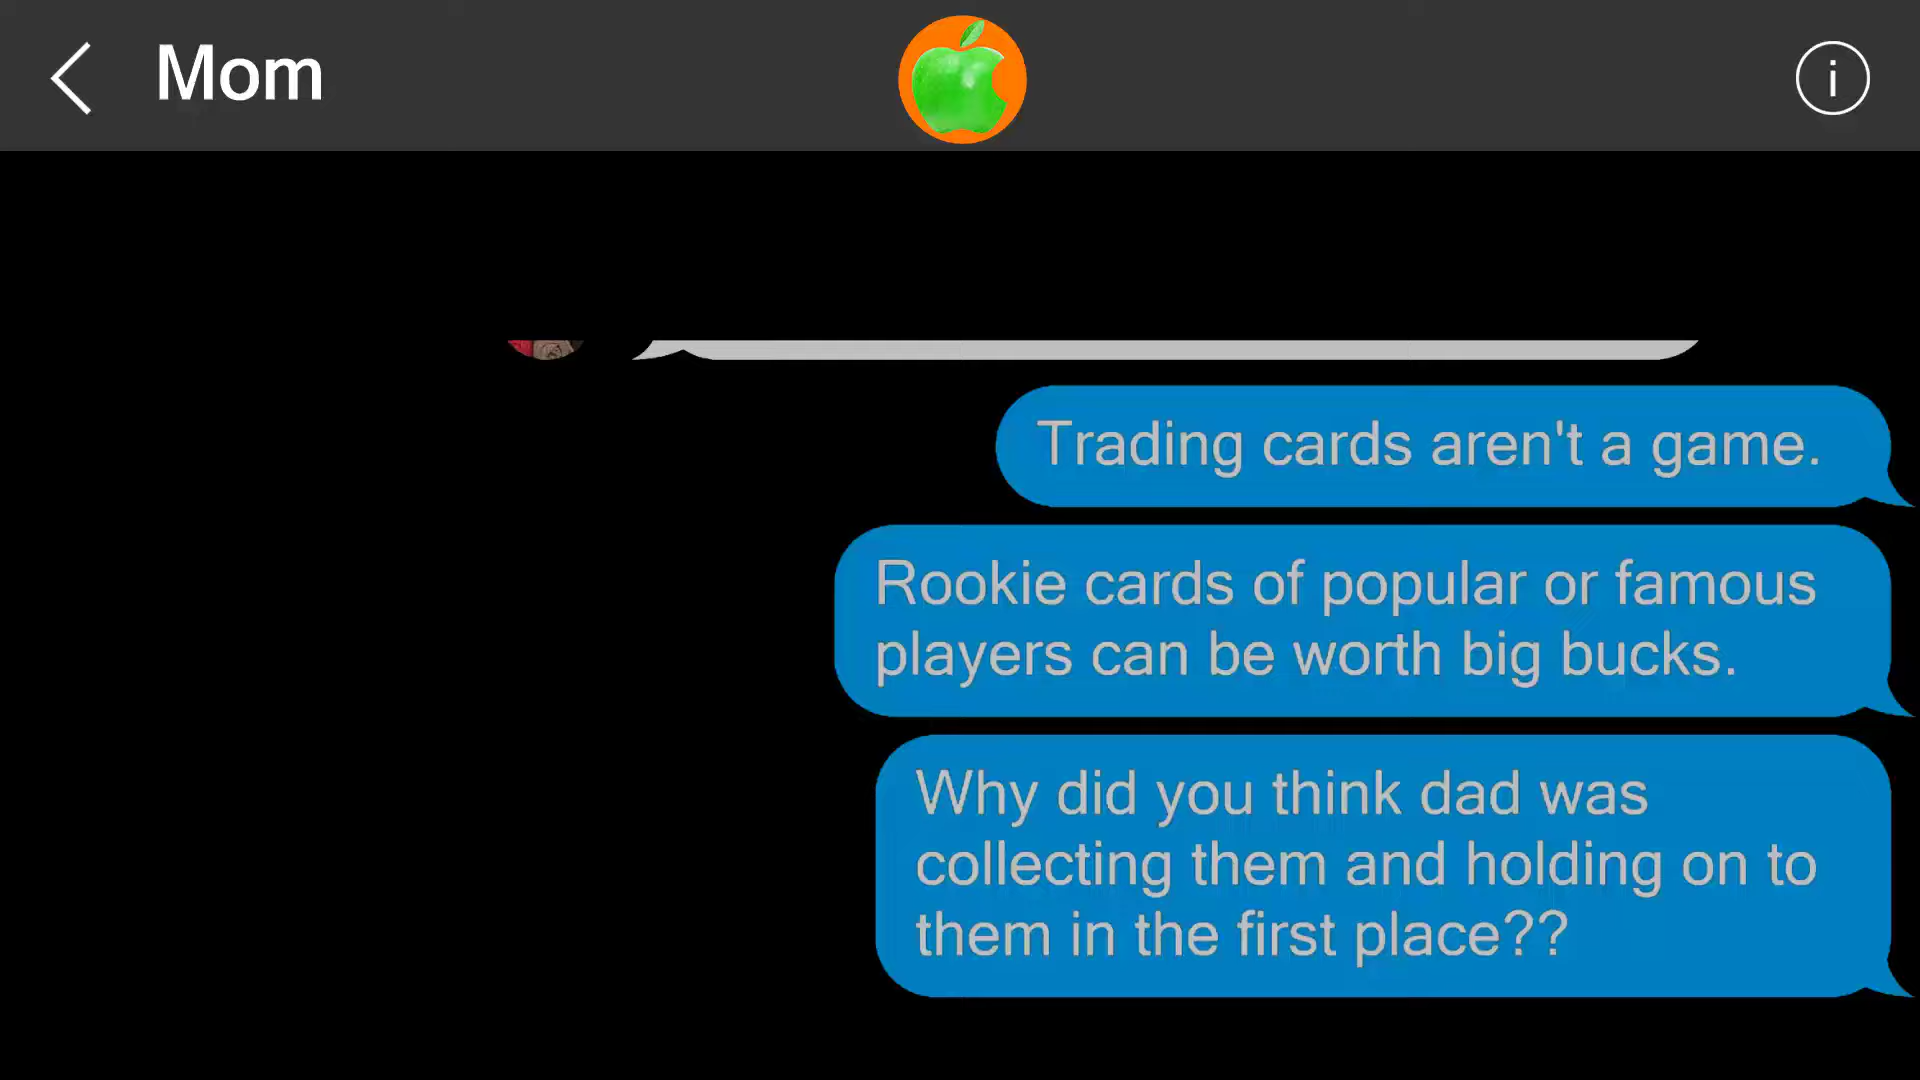 Mom
i
Trading cards aren't a game.
Rookie cards of popular or famous
players can be worth big bucks.
Why did you think dad was
collecting them and holding on to
them in the first place??